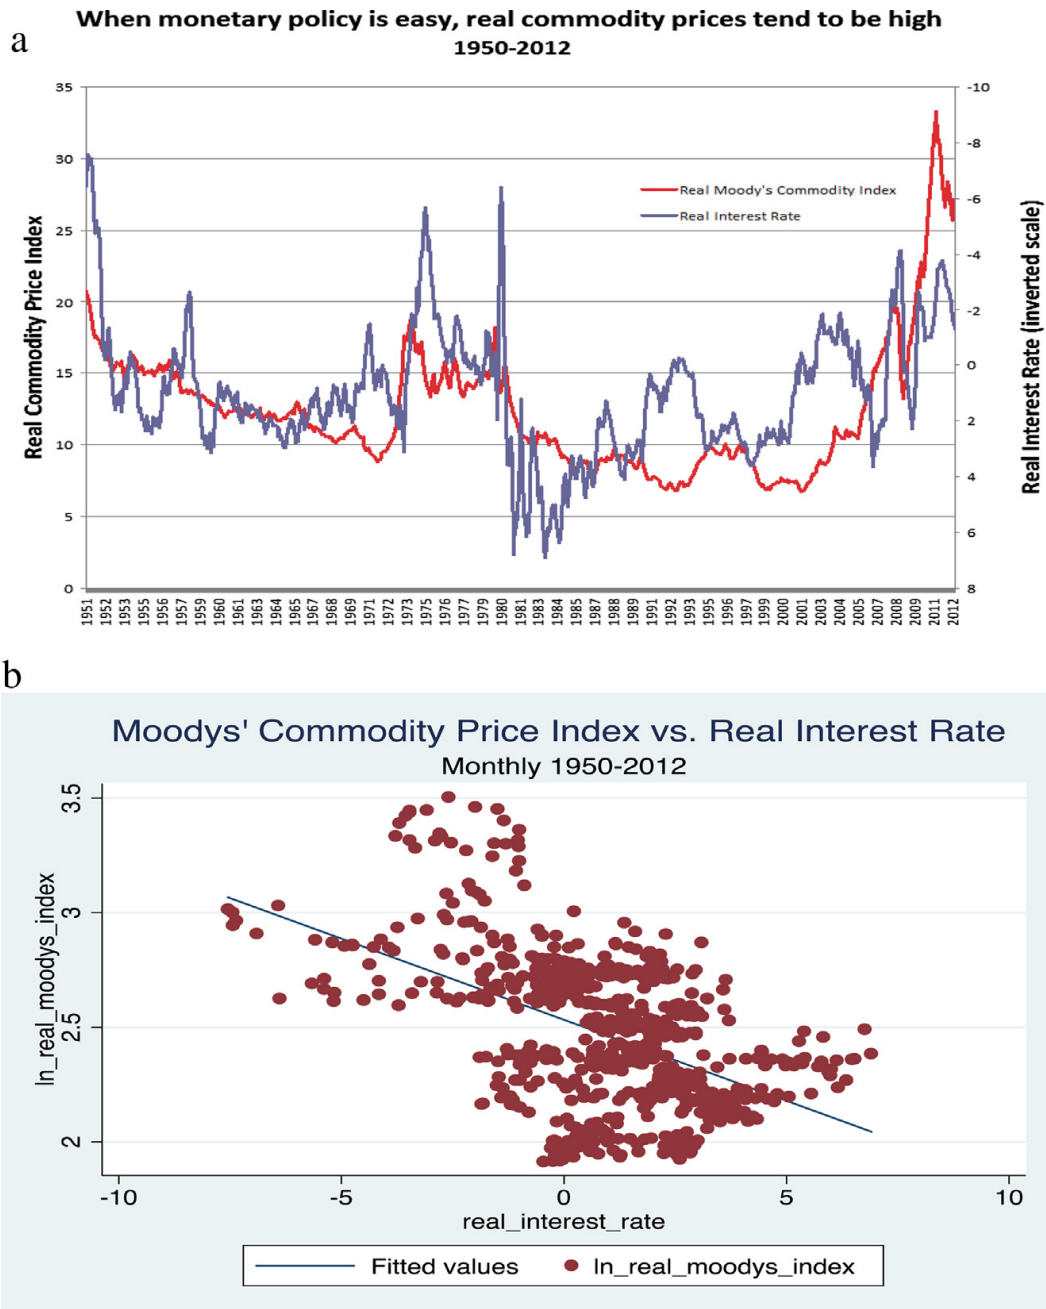 a
When monetary policy is easy, real commodity prices tend to be high
1950-2012
35
30
25
20
15
10
5
0
Real Commodity Price Index
-10
-8
-6
-4
-2
0
2
4
6
8
Real Interest Rate (inverted scale)
Real Moody's Commodity Index
Real Interest Rate
1951 1952 1953 1955 1956 1957 1959 1960 1961 1963 1964 1965 1967 1968 1969 1971 1972 1973 1975 1976 1977 1979 1980 1981 1983 1984 1985 1987 1988 1989 1991 1992 1993 1995 1996 1997 1999 2000 2001 2003 2004 2005 2007 2008 2009 2011 2012
b
Moodys' Commodity Price Index vs. Real Interest Rate
Monthly 1950-2012
3.5
3
2.5
2
ln_real_moodys_index
-10 -5 0 5 10
real_interest_rate
Fitted values ln_real_moodys_index